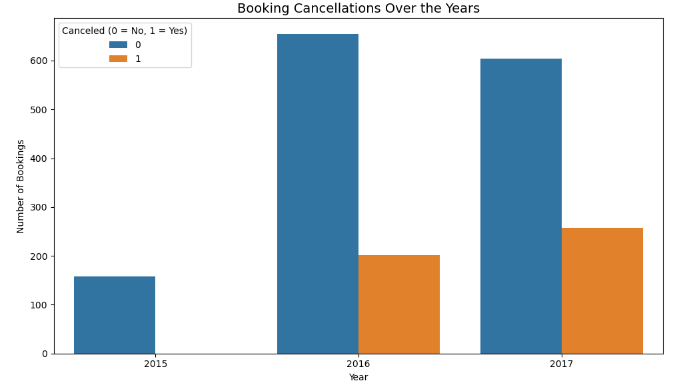 Booking Cancellations Over the Years
Canceled (0 = No, 1 = Yes)
0
1
Number of Bookings
600
500
400
300
200
100
0
2015 2016 2017
Year